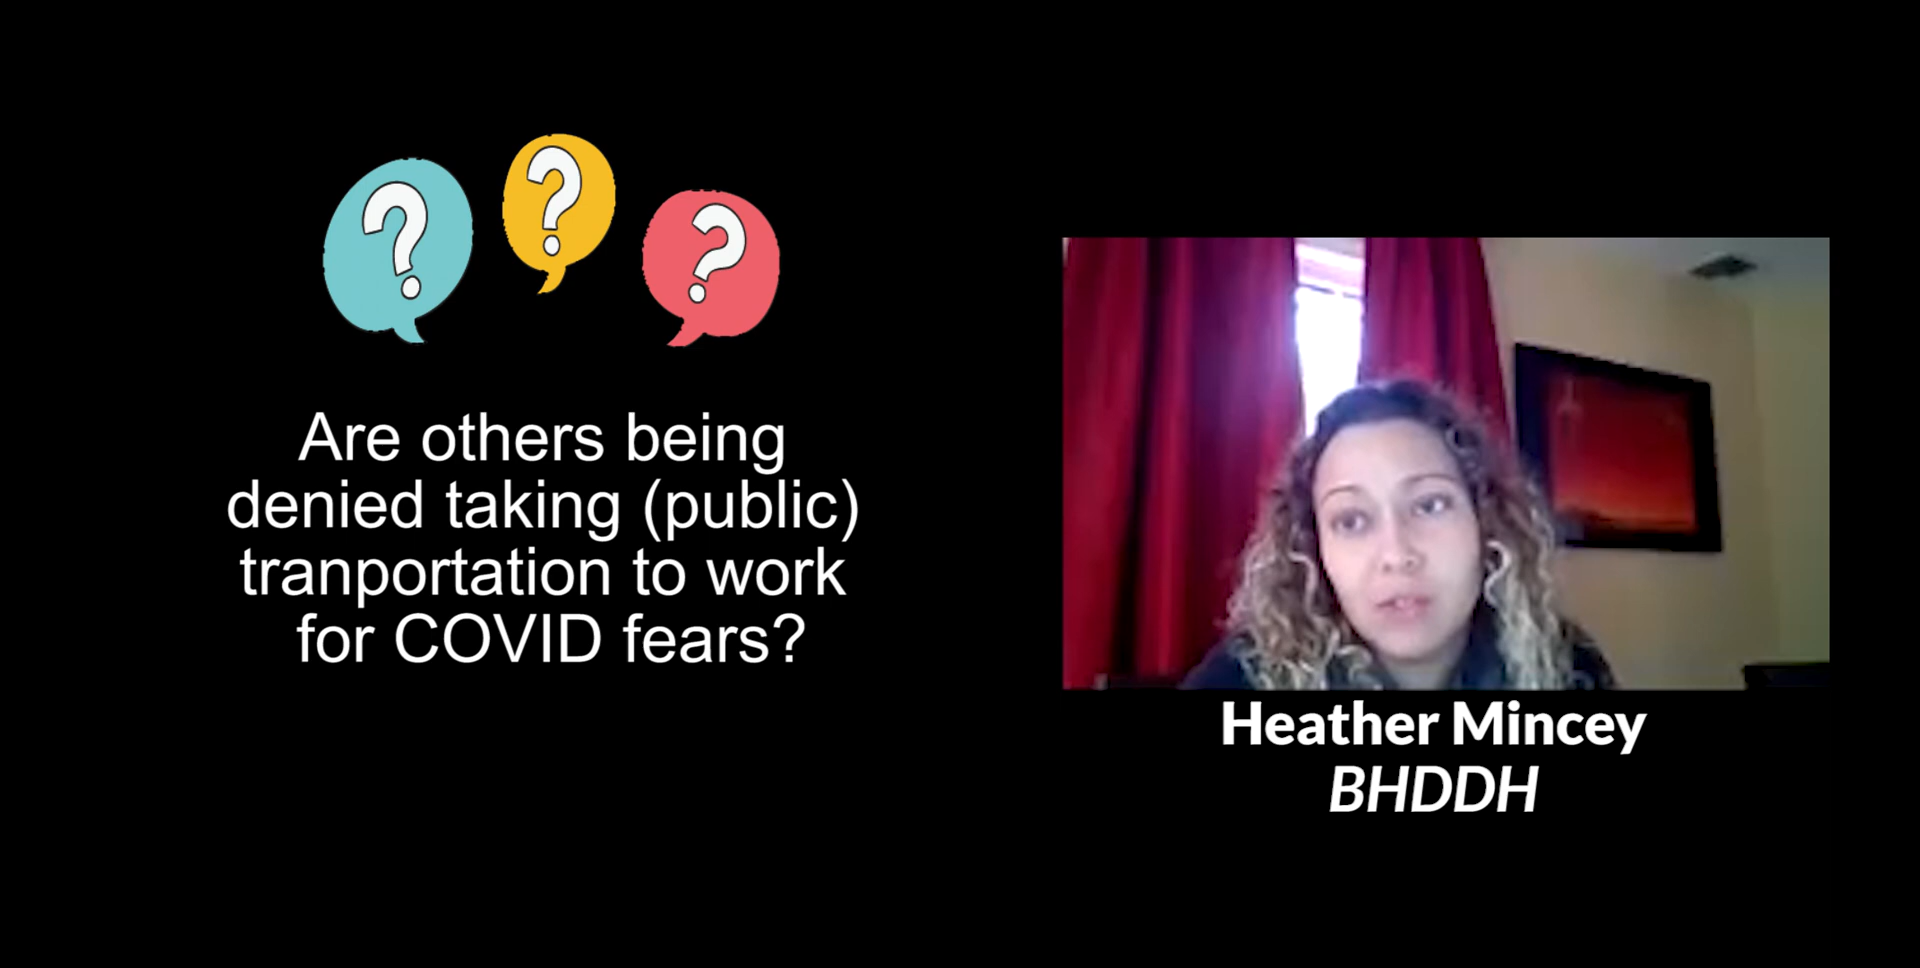 ? ? ?
Are others being
denied taking (public)
tranportation to work
for COVID fears?
Heather Mincey
BHDDH